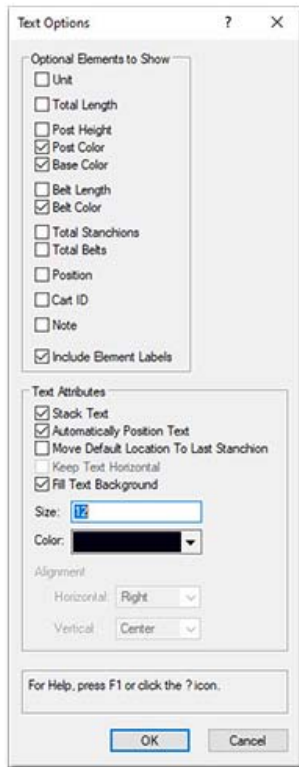 Text Options ? ×
Optional Elements to Show
Unit
Total Length
Post Height
Post Color
Base Color
Belt Length
Belt Color
Total Stanchions
Total Belts
Position
Cart ID
Note
Include Element Labels
Text Attributes
Stack Text
Automatically Position Text
Move Default Location To Last Stanchion
Keep Text Horizontal
Fill Text Background
Size: 12
Color:
Alignment
Horizontal: Right
Vertical: Center
For Help, press F1 or click the ? icon.
OK Cancel